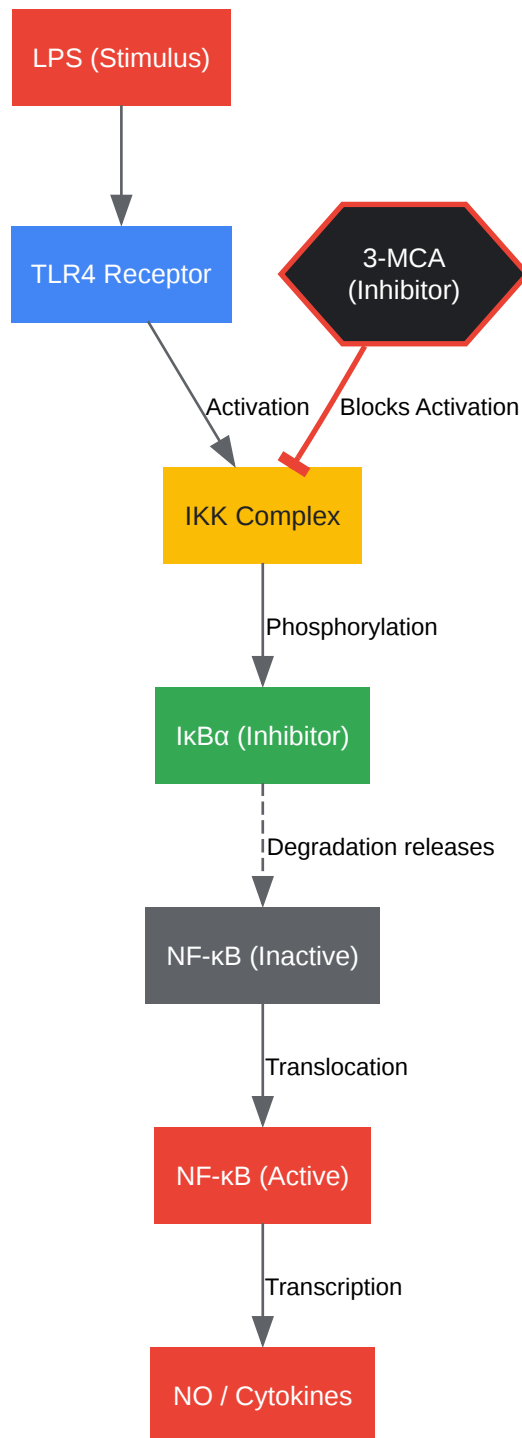 LPS (Stimulus)
TLR4 Receptor
3-MCA
(Inhibitor)
Activation
Blocks Activation
IKK Complex
Phosphorylation
IκBα (Inhibitor)
Degradation releases
NF-κB (Inactive)
Translocation
NF-κB (Active)
Transcription
NO / Cytokines